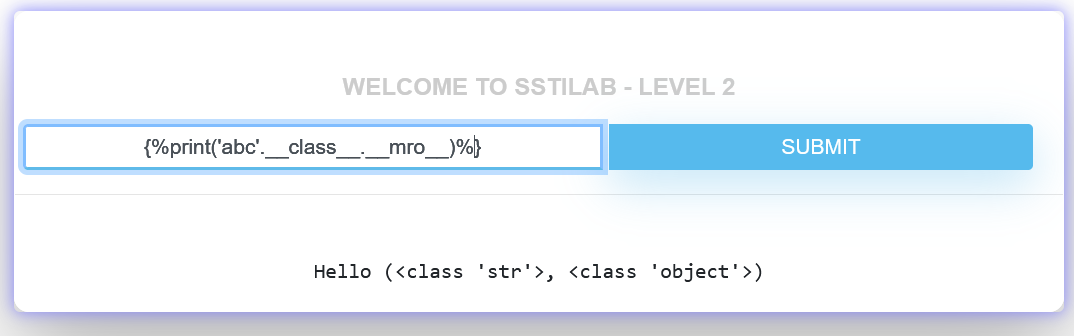 WELCOME TO SSTILAB - LEVEL 2
{%print('abc'.__class__.__mro__)%}
SUBMIT
Hello (<class 'str'>, <class 'object'>)